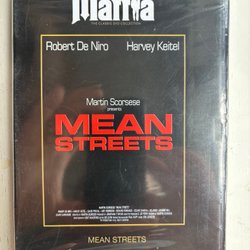 Mafia
THE CLASSIC DVD COLLECTION
Robert De Niro Harvey Keitel
Martin Scorsese
presents
MEAN
STREETS
MEAN STREETS